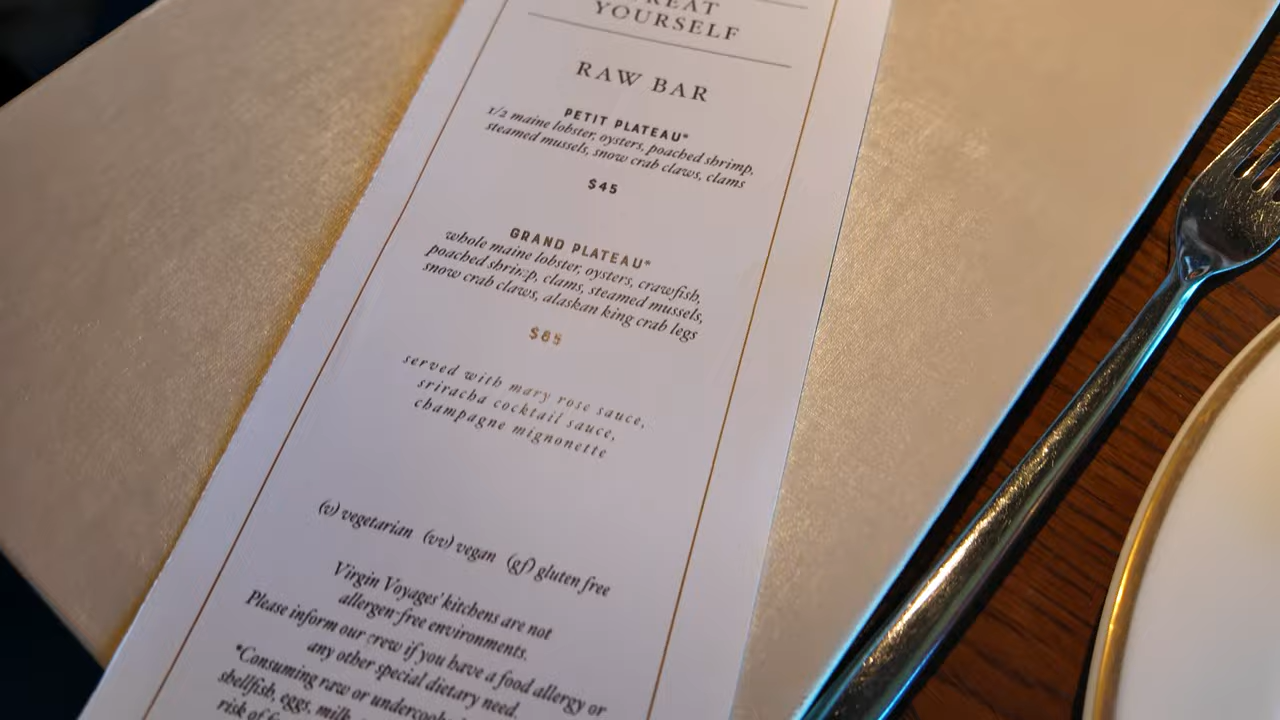 YOURSELF
RAW BAR
PETIT PLATEAU*
1/2 maine lobster, oysters, poached shrimp,
steamed mussels, snow crab claws, clams
$45
GRAND PLATEAU*
whole maine lobster, oysters, crawfish,
poached shrimp, clams, steamed mussels,
snow crab claws, alaskan king crab legs
served with mary rose sauce,
sriracha cocktail sauce,
champagne mignonette
(v) vegetarian (vv) vegan (gf) gluten free
Virgin Voyages' kitchens are not
allergen-free environments.
Please inform our crew if you have a food allergy or
any other special dietary need.
*Consuming raw or undercooked
shellfish, eggs, milk
risk of